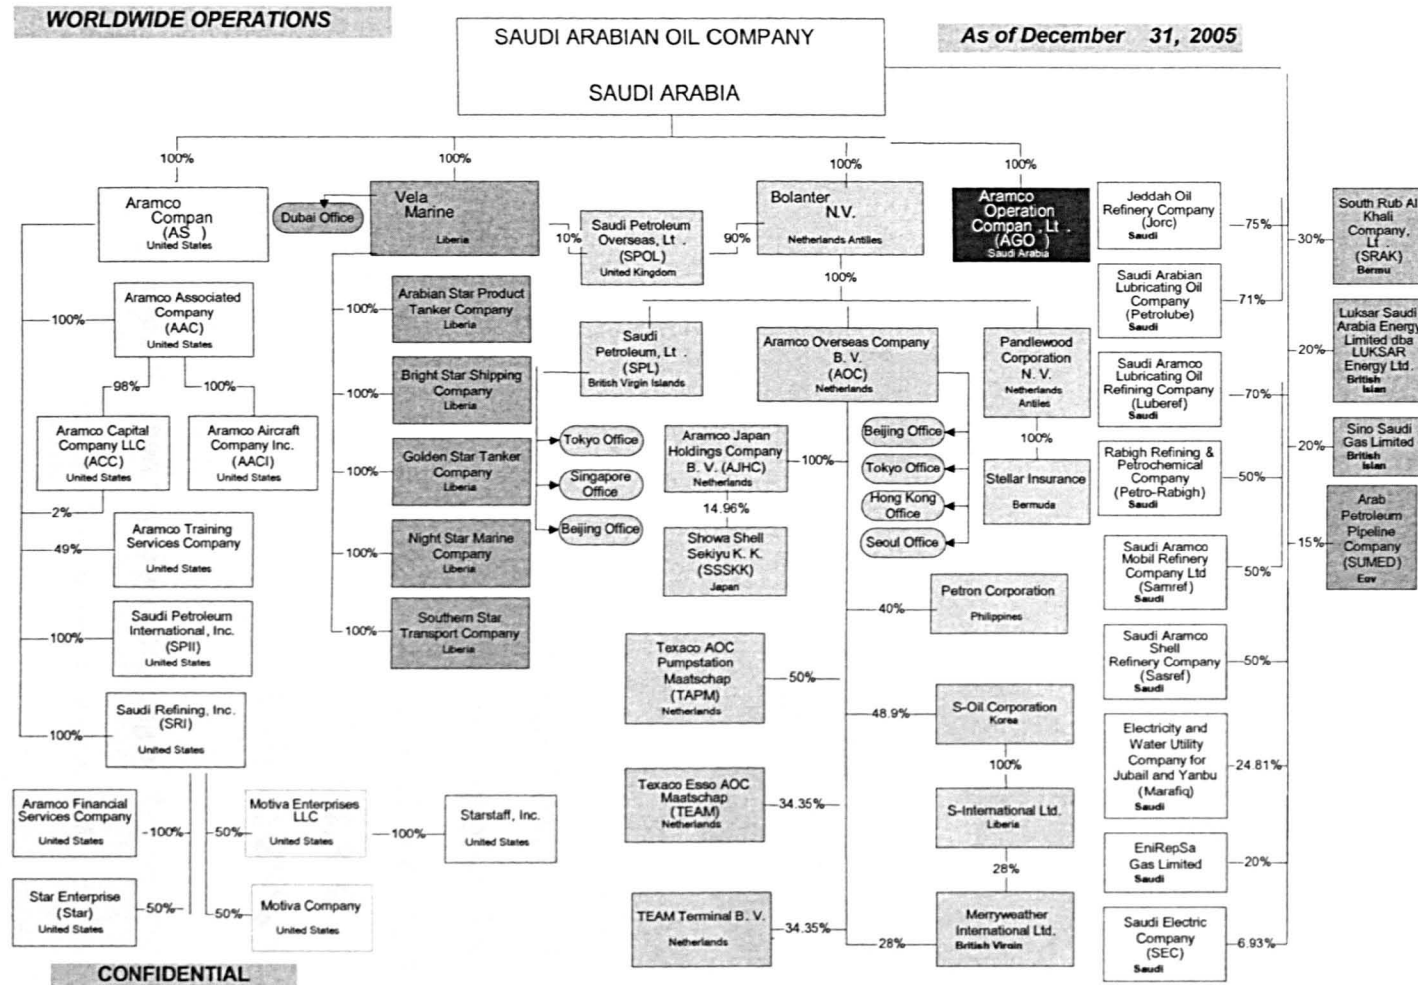 WORLDWIDE OPERATIONS
SAUDI ARABIAN OIL COMPANY
SAUDI ARABIA
As of December 31, 2005
100%
100%
100%
100%
Aramco
Compan
(AS )
United States
Dubai Office
Vela
Marine
Liberia
10%
Saudi Petroleum
Overseas, Lt .
(SPOL)
United Kingdom
90%
Bolanter
N.V.
Netherlands Antilles
Aramco
Operation
Compan , Lt .
(AGO )
Saudi Arabia
Jeddah Oil
Refinery Company
(Jorc)
Saudi
75%
30%
South Rub Al
Khali
Company,
Lt .
(SRAK)
Bermu
100%
Aramco Associated
Company
(AAC)
United States
100%
100%
Arabian Star Product
Tanker Company
Liberia
Saudi
Petroleum, Lt .
(SPL)
British Virgin Islands
Aramco Overseas Company
B. V.
(AOC)
Netherlands
Pandlewood
Corporation
N. V.
Netherlands
Antiles
Saudi Arabian
Lubricating Oil
Company
(Petrolube)
Saudi
71%
20%
Luksar Saudi
Arabia Energy
Limited dba
LUKSAR
Energy Ltd.
British
Islan
98%
100%
100%
Bright Star Shipping
Company
Liberia
Saudi Aramco
Lubricating Oil
Refining Company
(Luberef)
Saudi
70%
Aramco Capital
Company LLC
(ACC)
United States
Aramco Aircraft
Company Inc.
(AACI)
United States
100%
Golden Star Tanker
Company
Liberia
Tokyo Office
Singapore
Office
Beijing Office
Aramco Japan
Holdings Company
B. V. (AJHC)
Netherlands
100%
Beijing Office
Tokyo Office
Hong Kong
Office
Seoul Office
100%
Stellar Insurance
Bermuda
Rabigh Refining &
Petrochemical
Company
(Petro-Rabigh)
Saudi
50%
20%
Sino Saudi
Gas Limited
British
Islan
2%
14.96%
49%
Aramco Training
Services Company
United States
100%
Night Star Marine
Company
Liberia
Showa Shell
Sekiyu K. K.
(SSSKK)
Japan
Saudi Aramco
Mobil Refinery
Company Ltd
(Samref)
Saudi
50%
15%
Arab
Petroleum
Pipeline
Company
(SUMED)
100%
Saudi Petroleum
International, Inc.
(SPII)
United States
100%
Southern Star
Transport Company
Liberia
40%
Petron Corporation
Philippines
Texaco AOC
Pumpstation
Maatschap
(TAPM)
Netherlands
50%
Saudi Aramco
Shell
Refinery Company
(Sasref)
Saudi
50%
100%
Saudi Refining, Inc.
(SRI)
United States
48.9%
S-Oil Corporation
Korea
Electricity and
Water Utility
Company for
Jubail and Yanbu
(Marafiq)
Saudi
24.81%
100%
Aramco Financial
Services Company
United States
100%
50%
Motiva Enterprises
LLC
United States
100%
Starstaff, Inc.
United States
Texaco Esso AOC
Maatschap
(TEAM)
Netherlands
34.35%
S-International Ltd.
Liberia
EniRepSa
Gas Limited
Saudi
20%
28%
Star Enterprise
(Star)
United States
50%
50%
Motiva Company
United States
TEAM Terminal B. V.
Netherlands
34.35%
28%
Merryweather
International Ltd.
British Virgin
Saudi Electric
Company
(SEC)
Saudi
6.93%
CONFIDENTIAL